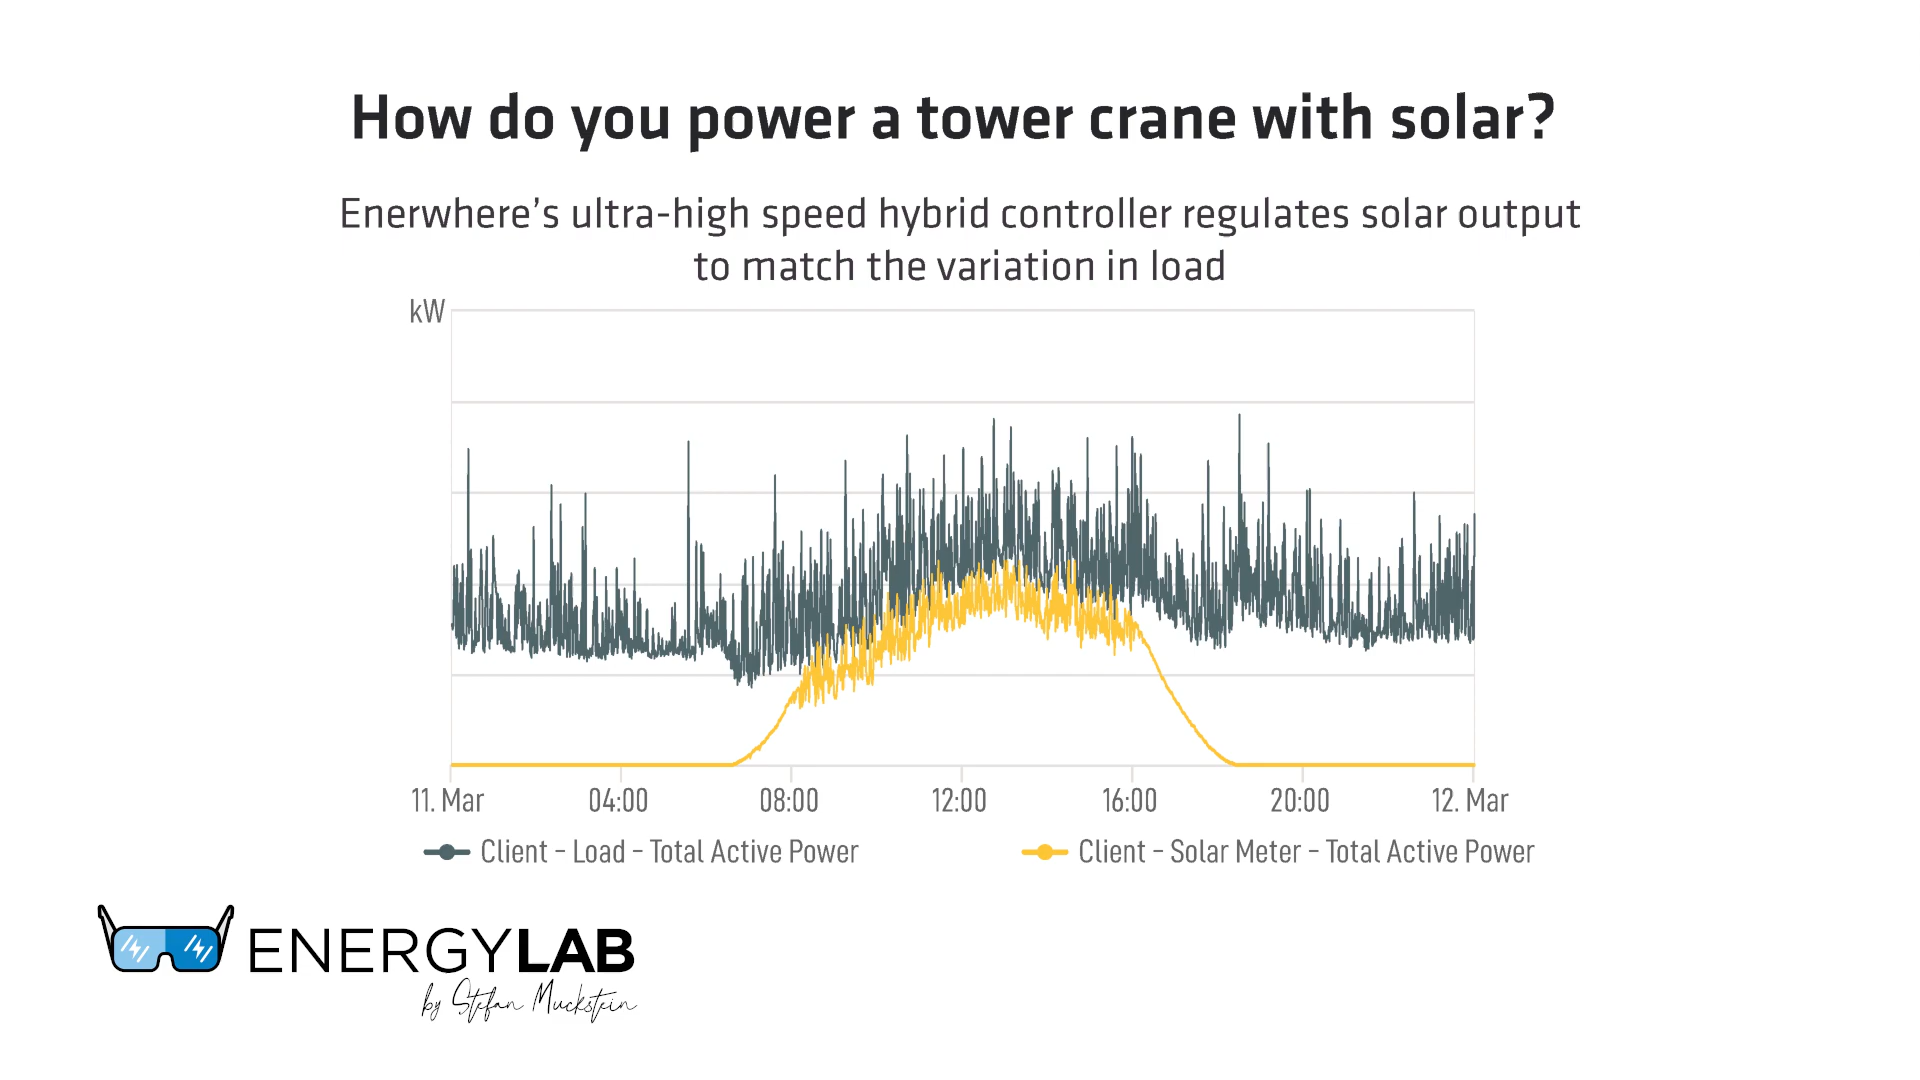 How do you power a tower crane with solar?
Enerwhere’s ultra-high speed hybrid controller regulates solar output
to match the variation in load
kW
11. Mar 04:00 08:00 12:00 16:00 20:00 12. Mar
Client – Load – Total Active Power Client – Solar Meter – Total Active Power
ENERGYLAB
by Stefan Muckstein